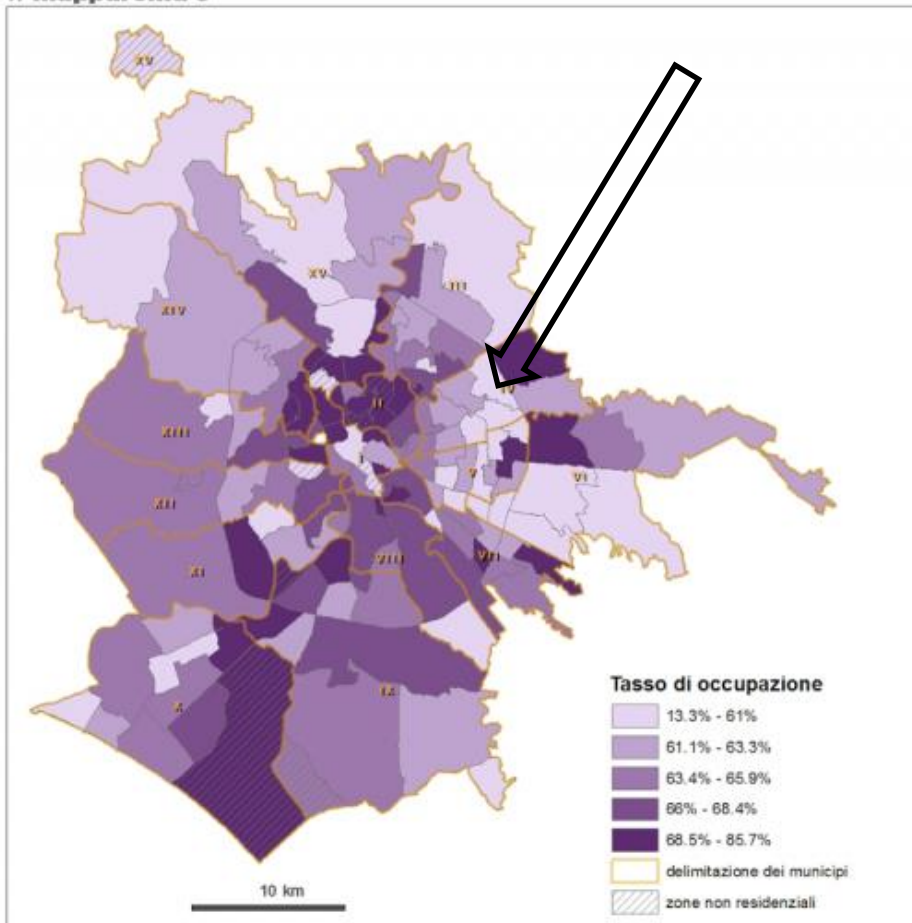 XV
XV
III
XIV
IV
II
XIII
I
V
VI
XII
VIII
VII
XI
IX
X
Tasso di occupazione
13.3% - 61%
61.1% - 63.3%
63.4% - 65.9%
66% - 68.4%
68.5% - 85.7%
delimitazione dei municipi
zone non residenziali
10 km